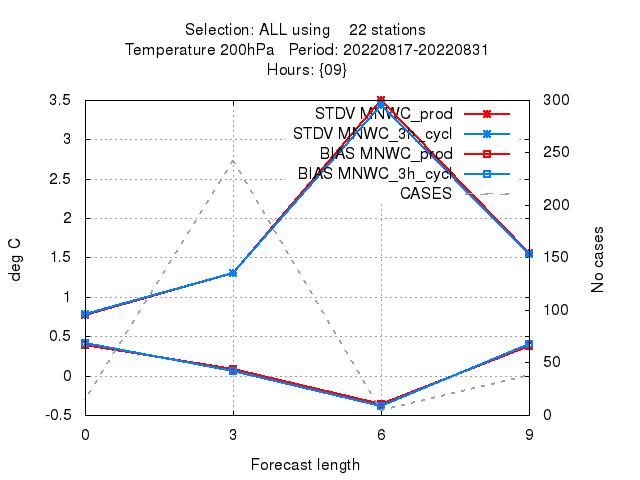 Selection: ALL using 22 stations
Temperature 200hPa Period: 20220817-20220831
Hours: {09}
3.5
3
2.5
2
1.5
1
0.5
0
-0.5
deg C
STDV MNWC_prod
STDV MNWC_3h_cycl
BIAS MNWC_prod
BIAS MNWC_3h_cycl
CASES
300
250
200
150
100
50
0
No cases
0 3 6 9
Forecast length